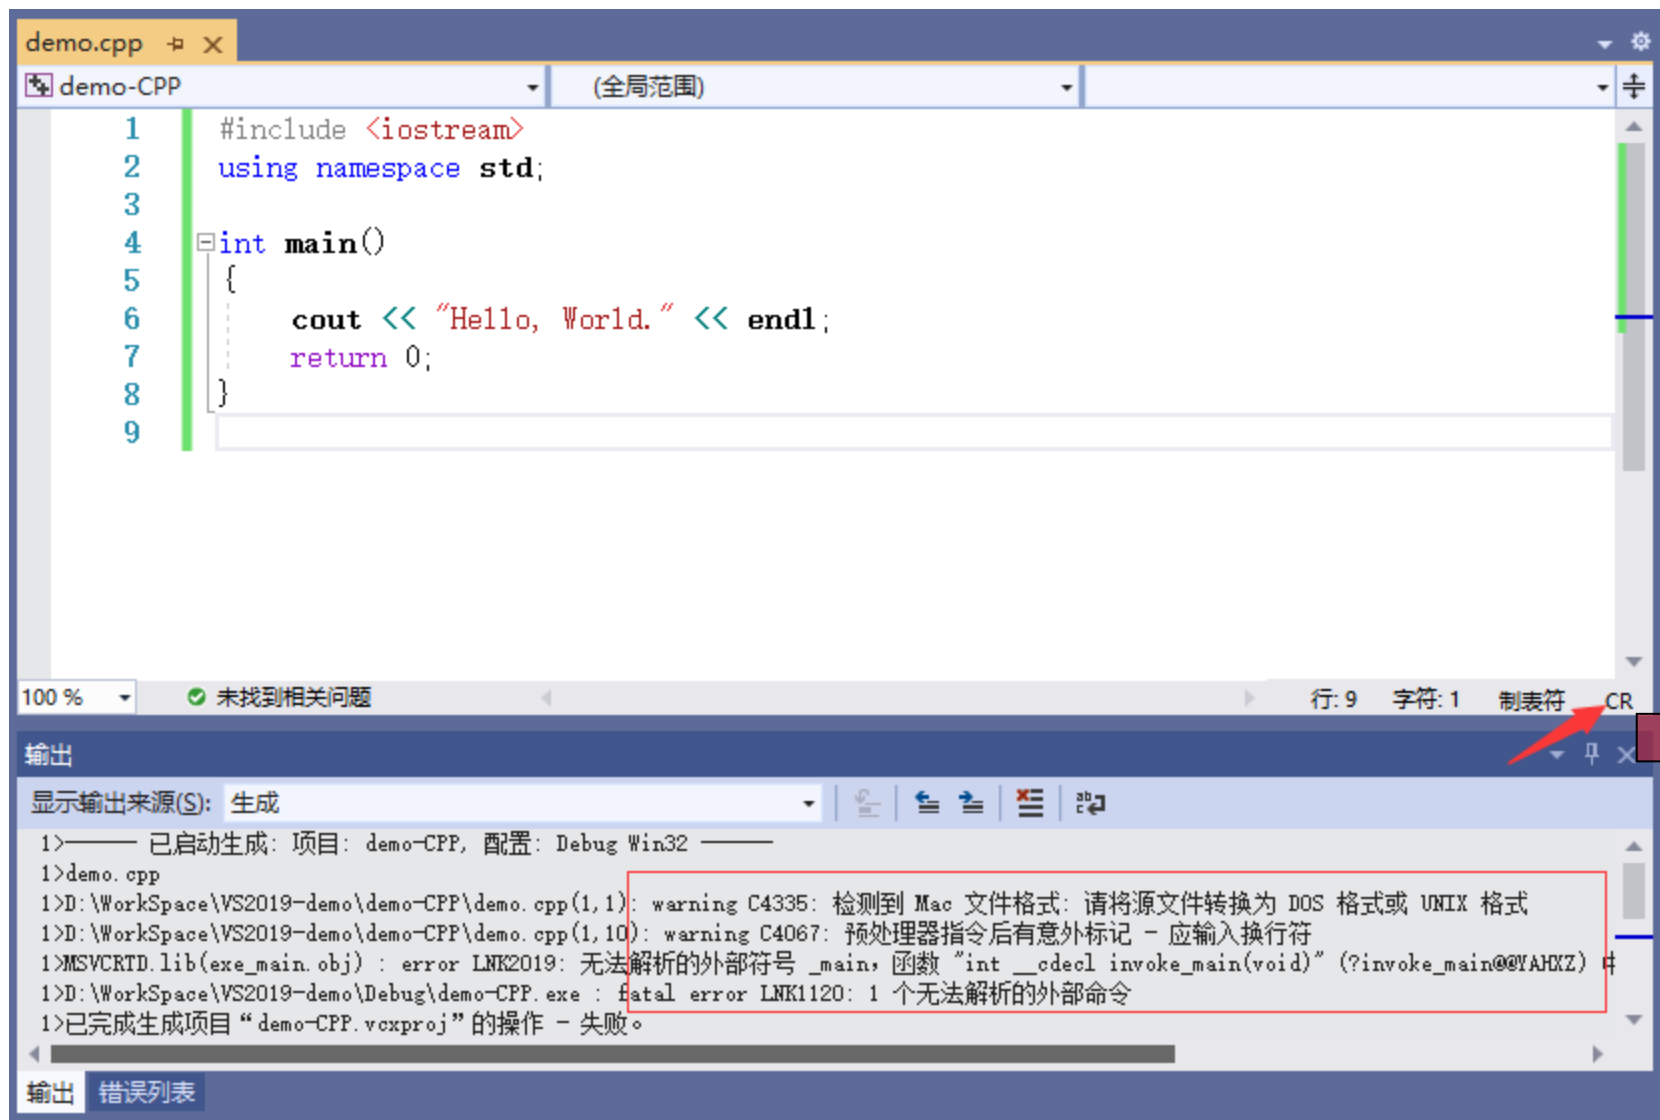 demo.cpp
demo-CPP (全局范围)
1 #include <iostream>
2 using namespace std;
3
4 int main()
5 {
6 cout << "Hello, World." << endl;
7 return 0;
8 }
9
100 % 未找到相关问题 行: 9 字符: 1 制表符 CR
输出
显示输出来源(S): 生成
1>------ 已启动生成: 项目: demo-CPP, 配置: Debug Win32 ------
1>demo.cpp
1>D:\WorkSpace\VS2019-demo\demo-CPP\demo.cpp(1,1): warning C4335: 检测到 Mac 文件格式: 请将源文件转换为 DOS 格式或 UNIX 格式
1>D:\WorkSpace\VS2019-demo\demo-CPP\demo.cpp(1,10): warning C4067: 预处理器指令后有意外标记 - 应输入换行符
1>MSVCRTD.lib(exe_main.obj) : error LNK2019: 无法解析的外部符号 _main，函数 "int __cdecl invoke_main(void)" (?invoke_main@@YAHXZ)
1>D:\WorkSpace\VS2019-demo\Debug\demo-CPP.exe : fatal error LNK1120: 1 个无法解析的外部命令
1>已完成生成项目“demo-CPP.vcxproj”的操作 - 失败。
输出 错误列表